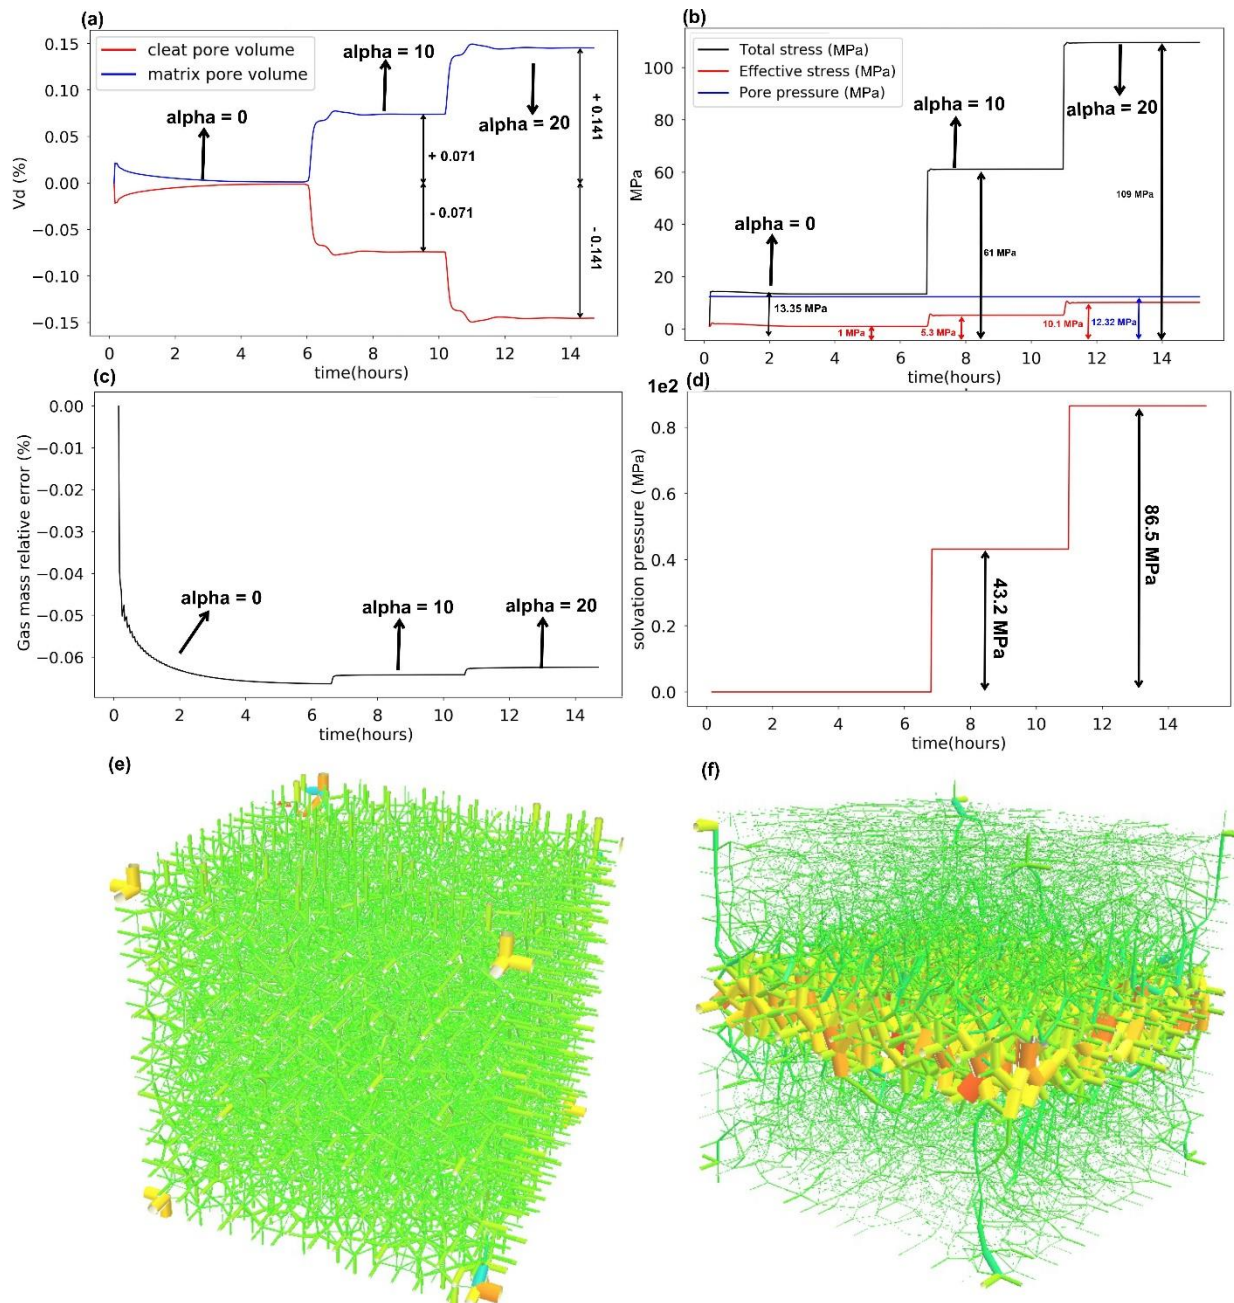 (a)
cleat pore volume
matrix pore volume
alpha = 10
alpha = 0
alpha = 20
+ 0.071
- 0.071
+ 0.141
- 0.141
0.15
0.10
0.05
0.00
−0.05
−0.10
−0.15
Vd (%)
0 2 4 6 8 10 12 14
time(hours)
(b)
Total stress (MPa)
Effective stress (MPa)
Pore pressure (MPa)
alpha = 20
alpha = 10
alpha = 0
109 MPa
61 MPa
13.35 MPa
1 MPa
5.3 MPa
10.1 MPa
12.32 MPa
100
80
60
40
20
0
MPa
0 2 4 6 8 10 12 14
time(hours)
(c)
0.00
−0.01
−0.02
−0.03
−0.04
−0.05
−0.06
Gas mass relative error (%)
alpha = 0
alpha = 10
alpha = 20
0 2 4 6 8 10 12 14
time(hours)
1e2
(d)
0.8
0.6
0.4
0.2
0.0
solvation pressure (MPa)
43.2 MPa
86.5 MPa
0 2 4 6 8 10 12 14
time(hours)
(e)
(f)